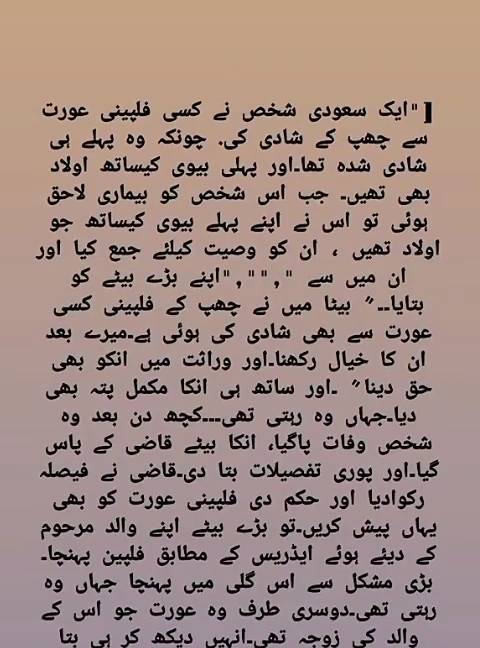 ["ایک سعودی شخص نے کسی فلپینی عورت
سے چھپ کے شادی کی. چونکہ وہ پہلے ہی
شادی شدہ تھا۔اور پہلی بیوی کیساتھ اولاد
بھی تھیں۔ جب اس شخص کو بیماری لاحق
ہوئی تو اس نے اپنے پہلے بیوی کیساتھ جو
اولاد تھیں ، ان کو وصیت کیلئے جمع کیا اور
ان میں سے ","","اپنے بڑے بیٹے کو
بتایا۔۔" بیٹا میں نے چھپ کے فلپینی کسی
عورت سے بھی شادی کی ہوئی ہے۔میرے بعد
ان کا خیال رکھنا۔اور وراثت میں انکو بھی
حق دینا" ۔اور ساتھ ہی انکا مکمل پتہ بھی
دیا۔جہاں وہ رہتی تھی۔۔۔کچھ دن بعد وہ
شخص وفات پاگیا، انکا بیٹے قاضی کے پاس
گیا۔اور پوری تفصیلات بتا دی۔قاضی نے فیصلہ
رکوادیا اور حکم دی فلپینی عورت کو بھی
یہاں پیش کریں۔تو بڑے بیٹے اپنے والد مرحوم
کے دیئے ہوئے ایڈریس کے مطابق فلپین پہنچا۔
بڑی مشکل سے اس گلی میں پہنچا جہاں وہ
رہتی تھی۔دوسری طرف وہ عورت جو اس کے
والد کی زوجہ تھی۔انہیں دیکھ کر ہی بتا